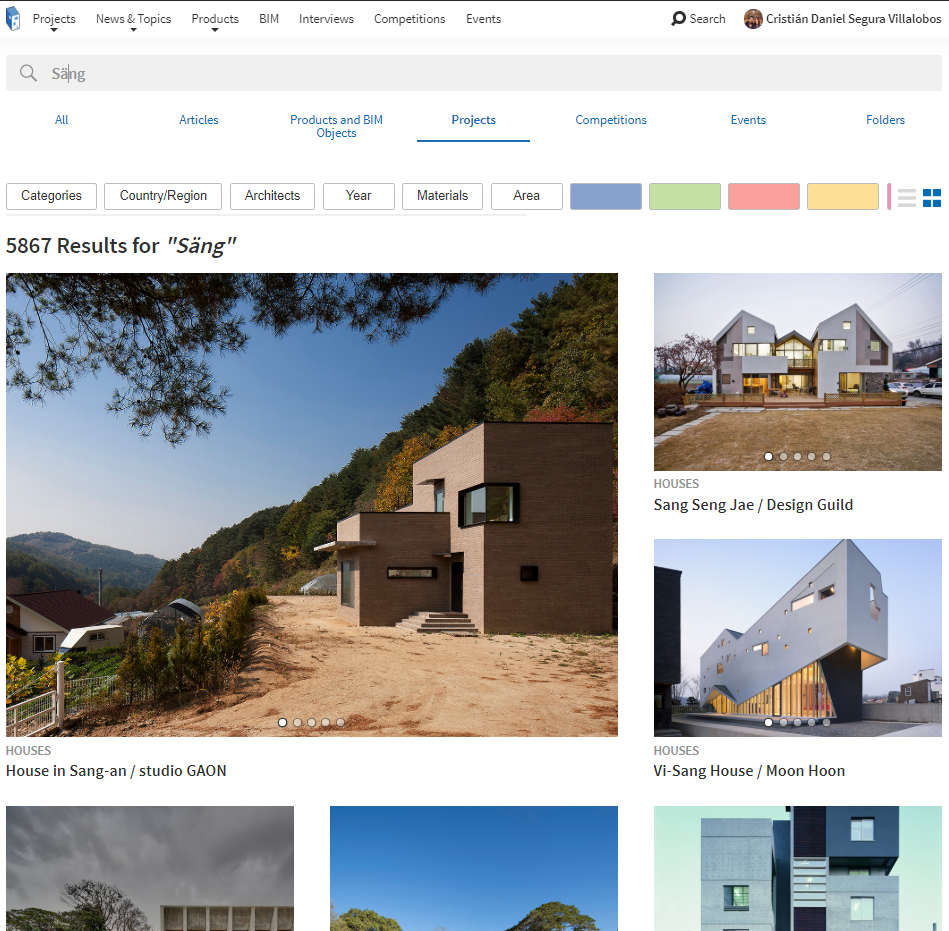 Projects News & Topics Products BIM Interviews Competitions Events Search Cristián Daniel Segura Villalobos
Säng
All Articles Products and BIM Objects Projects Competitions Events Folders
Categories Country/Region Architects Year Materials Area
5867 Results for "Säng"
HOUSES
Sang Seng Jae / Design Guild
HOUSES
House in Sang-an / studio GAON
HOUSES
Vi-Sang House / Moon Hoon